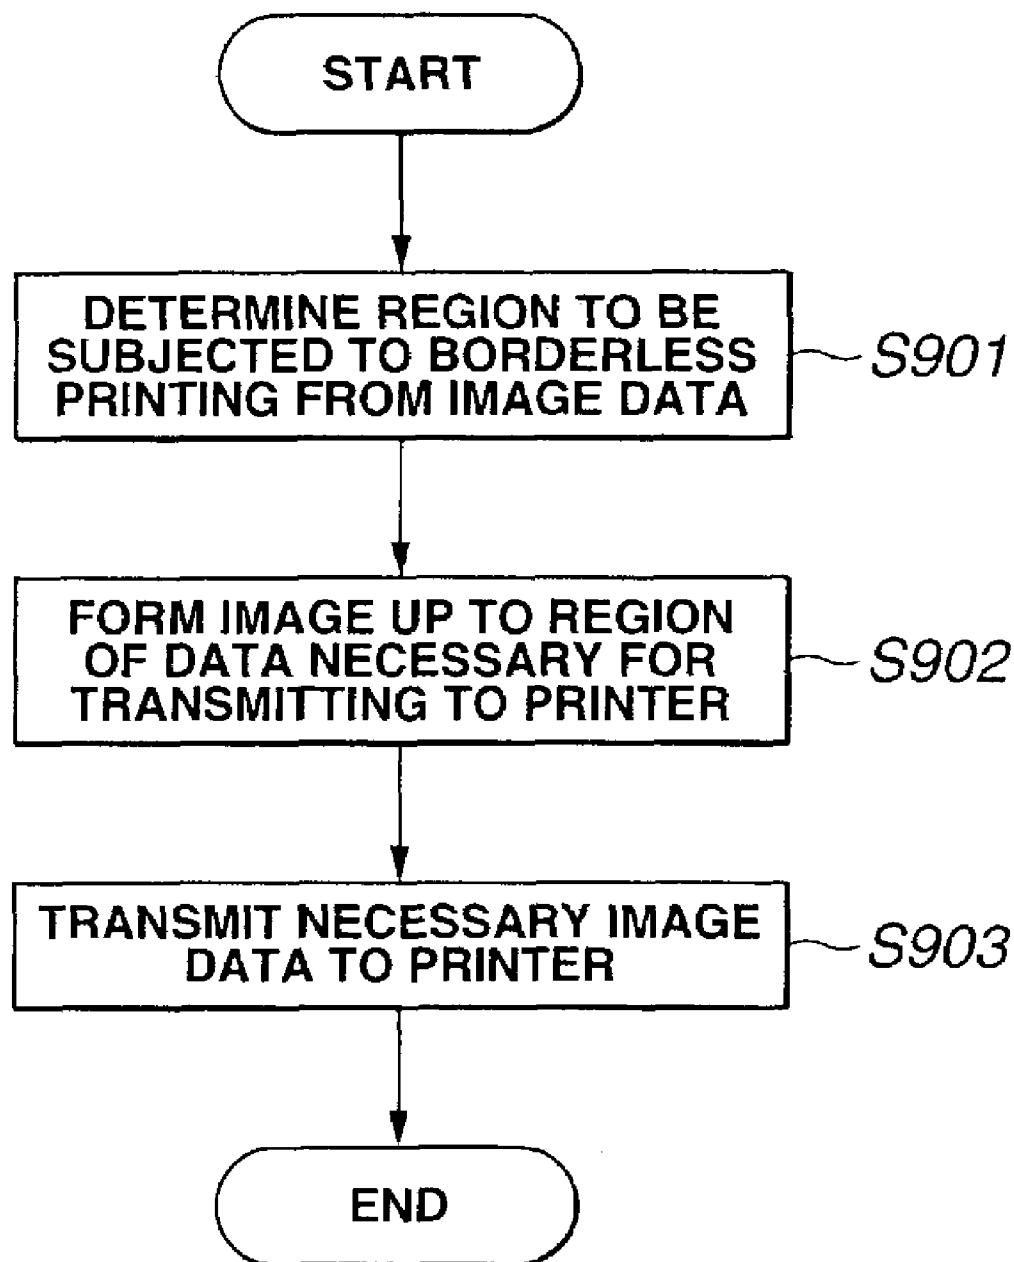 START
DETERMINE REGION TO BE
SUBJECTED TO BORDERLESS
PRINTING FROM IMAGE DATA
S901
FORM IMAGE UP TO REGION
OF DATA NECESSARY FOR
TRANSMITTING TO PRINTER
S902
TRANSMIT NECESSARY IMAGE
DATA TO PRINTER
S903
END